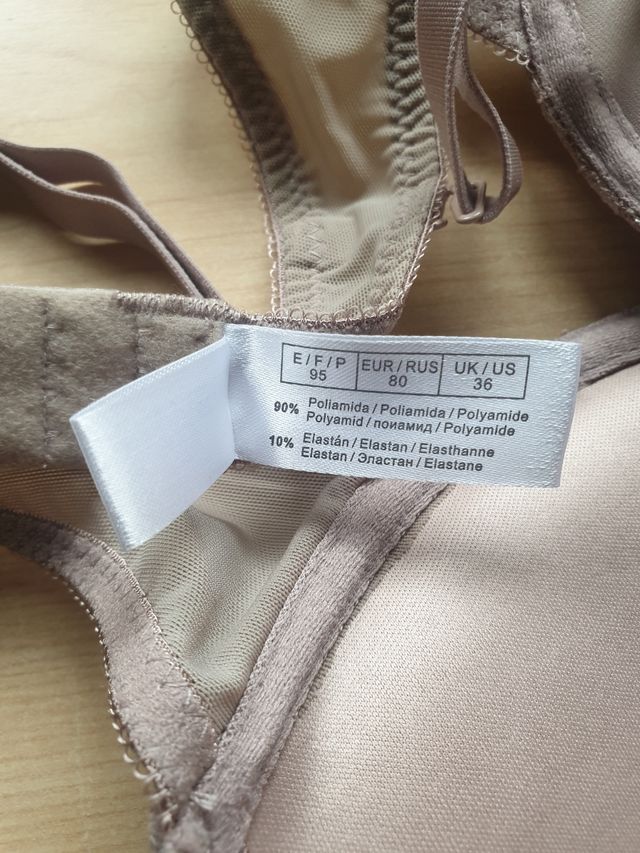 E / F / P EUR / RUS UK / US
95 80 36
90% Poliamida / Poliamida / Polyamide
Polyamid / поиамид / Polyamide
10% Elastán / Elastan / Elasthanne
Elastan / Эластан / Elastane